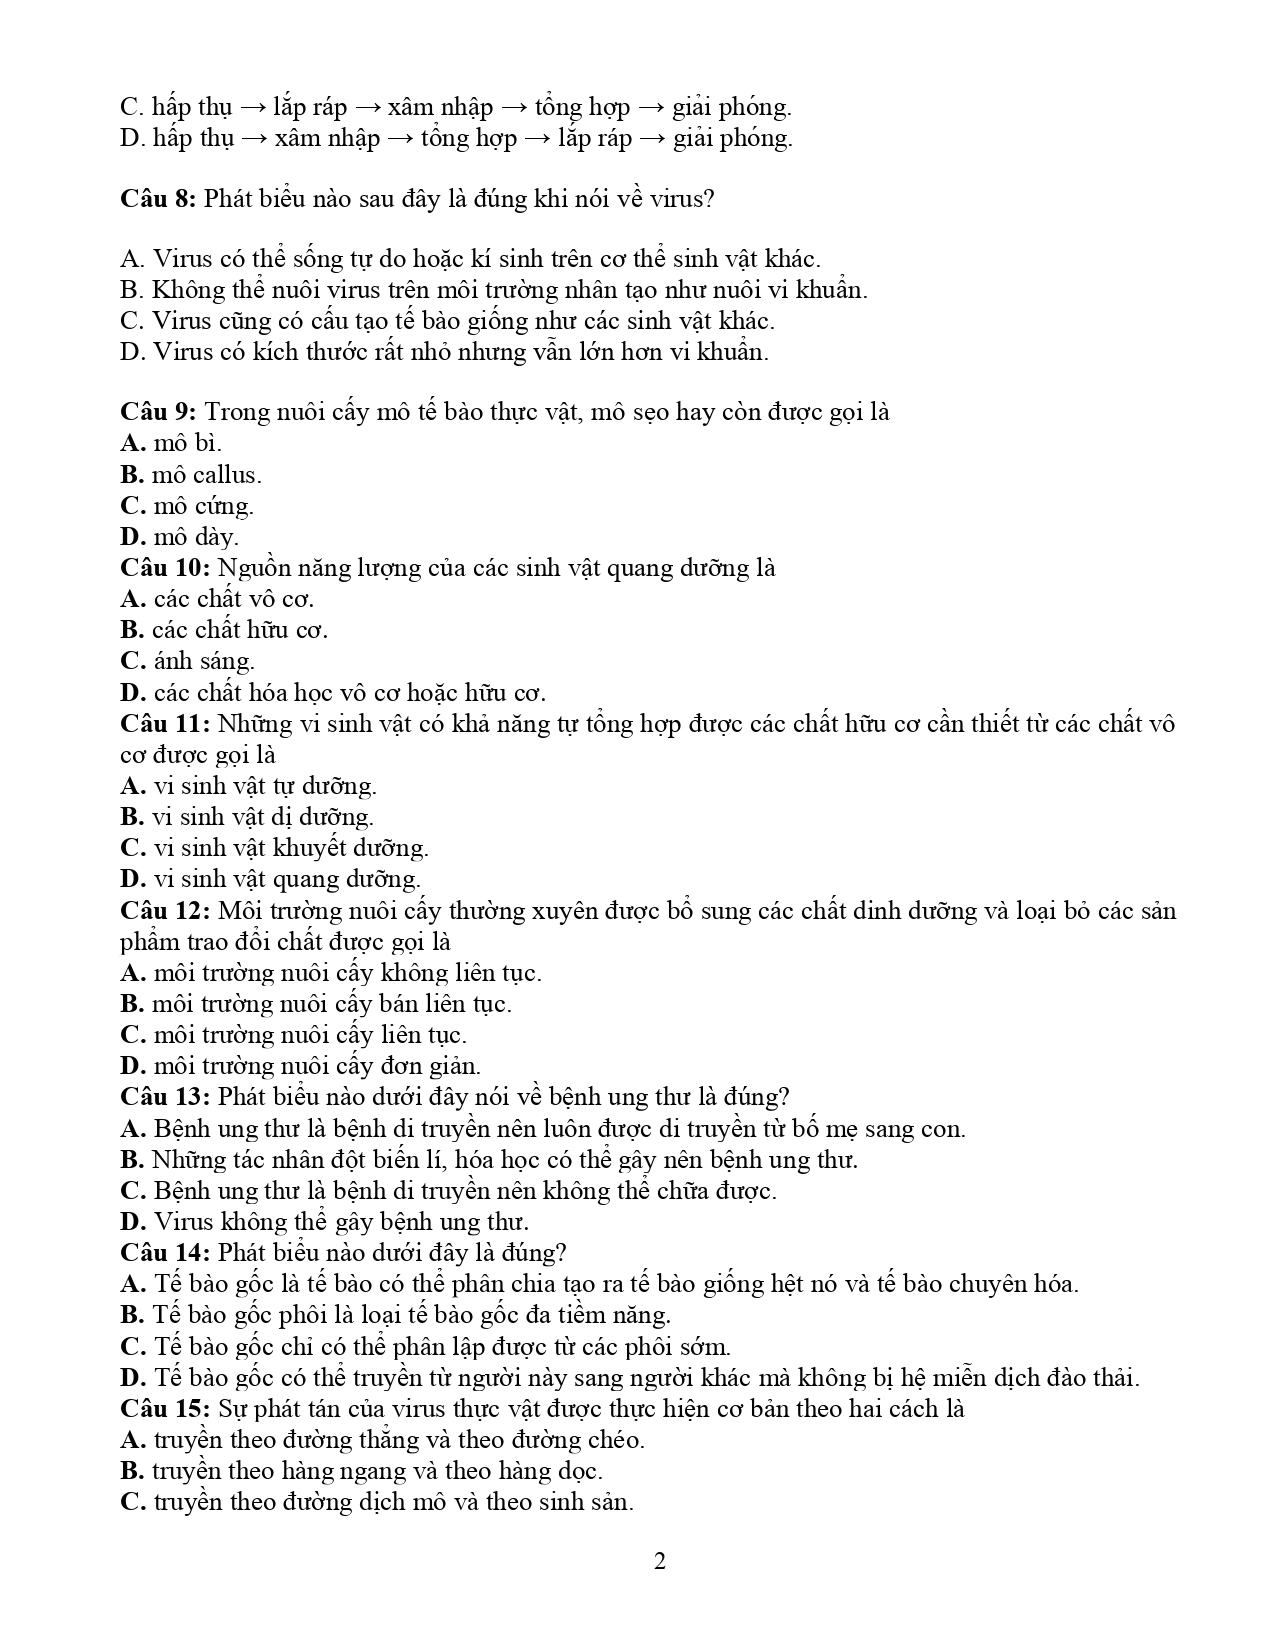 C. hấp thụ → lắp ráp → xâm nhập → tổng hợp → giải phóng.
D. hấp thụ → xâm nhập → tổng hợp → lắp ráp → giải phóng.
Câu 8: Phát biểu nào sau đây là đúng khi nói về virus?
A. Virus có thể sống tự do hoặc kí sinh trên cơ thể sinh vật khác.
B. Không thể nuôi virus trên môi trường nhân tạo như nuôi vi khuẩn.
C. Virus cũng có cấu tạo tế bào giống như các sinh vật khác.
D. Virus có kích thước rất nhỏ nhưng vẫn lớn hơn vi khuẩn.
Câu 9: Trong nuôi cấy mô tế bào thực vật, mô sẹo hay còn được gọi là
A. mô bì.
B. mô callus.
C. mô cứng.
D. mô dày.
Câu 10: Nguồn năng lượng của các sinh vật quang dưỡng là
A. các chất vô cơ.
B. các chất hữu cơ.
C. ánh sáng.
D. các chất hóa học vô cơ hoặc hữu cơ.
Câu 11: Những vi sinh vật có khả năng tự tổng hợp được các chất hữu cơ cần thiết từ các chất vô
cơ được gọi là
A. vi sinh vật tự dưỡng.
B. vi sinh vật dị dưỡng.
C. vi sinh vật khuyết dưỡng.
D. vi sinh vật quang dưỡng.
Câu 12: Môi trường nuôi cấy thường xuyên được bổ sung các chất dinh dưỡng và loại bỏ các sản
phẩm trao đổi chất được gọi là
A. môi trường nuôi cấy không liên tục.
B. môi trường nuôi cấy bán liên tục.
C. môi trường nuôi cấy liên tục.
D. môi trường nuôi cấy đơn giản.
Câu 13: Phát biểu nào dưới đây nói về bệnh ung thư là đúng?
A. Bệnh ung thư là bệnh di truyền nên luôn được di truyền từ bố mẹ sang con.
B. Những tác nhân đột biến lí, hóa học có thể gây nên bệnh ung thư.
C. Bệnh ung thư là bệnh di truyền nên không thể chữa được.
D. Virus không thể gây bệnh ung thư.
Câu 14: Phát biểu nào dưới đây là đúng?
A. Tế bào gốc là tế bào có thể phân chia tạo ra tế bào giống hệt nó và tế bào chuyên hóa.
B. Tế bào gốc phôi là loại tế bào gốc đa tiềm năng.
C. Tế bào gốc chỉ có thể phân lập được từ các phôi sớm.
D. Tế bào gốc có thể truyền từ người này sang người khác mà không bị hệ miễn dịch đào thải.
Câu 15: Sự phát tán của virus thực vật được thực hiện cơ bản theo hai cách là
A. truyền theo đường thẳng và theo đường chéo.
B. truyền theo hàng ngang và theo hàng dọc.
C. truyền theo đường dịch mô và theo sinh sản.
2